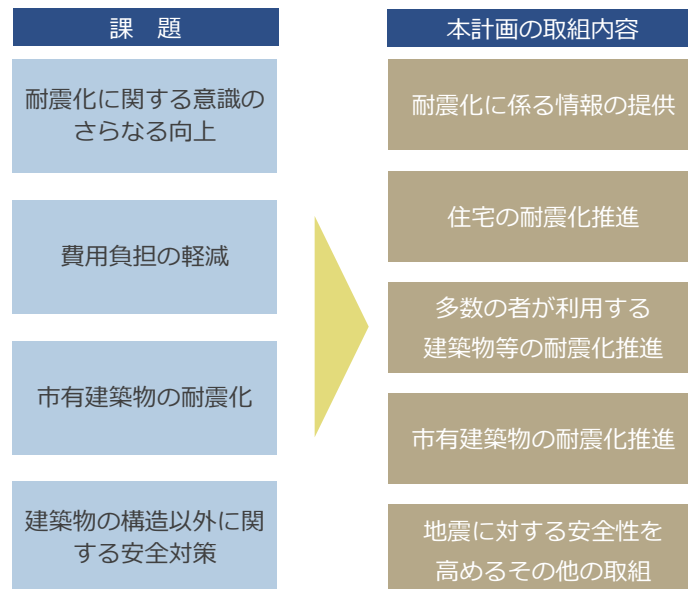 課　題
耐震化に関する意識の
さらなる向上
費用負担の軽減
市有建築物の耐震化
建築物の構造以外に関
する安全対策
本計画の取組内容
耐震化に係る情報の提供
住宅の耐震化推進
多数の者が利用する
建築物等の耐震化推進
市有建築物の耐震化推進
地震に対する安全性を
高めるその他の取組